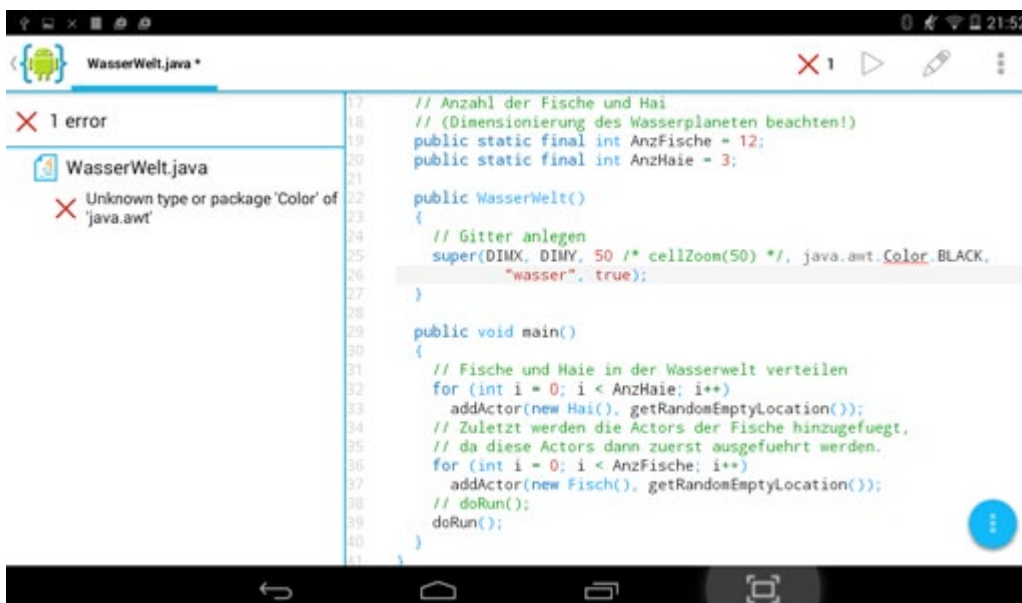 21:52
WasserWelt.java *
1
1 error
WasserWelt.java
Unknown type or package 'Color' of
'java.awt'
17 // Anzahl der Fische und Hai
18 // (Dimensionierung des Wasserplaneten beachten!)
19 public static final int AnzFische = 12;
20 public static final int AnzHaie = 3;
21
22 public WasserWelt()
23 {
24 // Gitter anlegen
25 super(DIMX, DIMY, 50 /* cellZoom(50) */, java.awt.Color.BLACK,
26 "wasser", true);
27 }
28
29 public void main()
30 {
31 // Fische und Haie in der Wasserwelt verteilen
32 for (int i = 0; i < AnzHaie; i++)
33 addActor(new Hai(), getRandomEmptyLocation());
34 // Zuletzt werden die Actors der Fische hinzugefuegt,
35 // da diese Actors dann zuerst ausgefuehrt werden.
36 for (int i = 0; i < AnzFische; i++)
37 addActor(new Fisch(), getRandomEmptyLocation());
38 // doRun();
39 doRun();
40 }
41 }